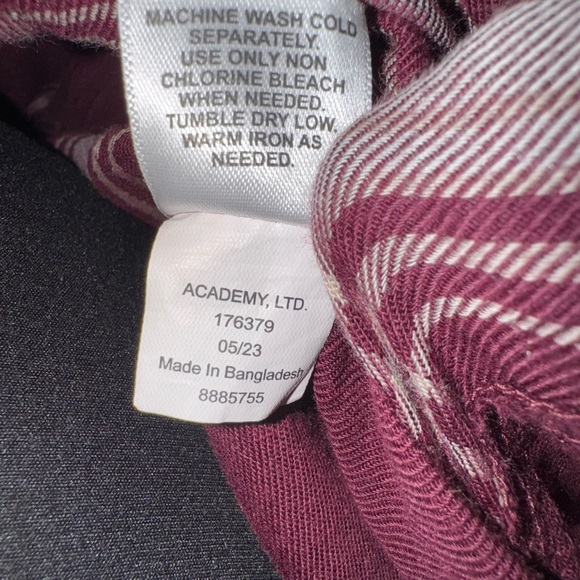 MACHINE WASH COLD
SEPARATELY.
USE ONLY NON
CHLORINE BLEACH
WHEN NEEDED.
TUMBLE DRY LOW.
WARM IRON AS
NEEDED.
ACADEMY, LTD.
176379
05/23
Made In Bangladesh
8885755